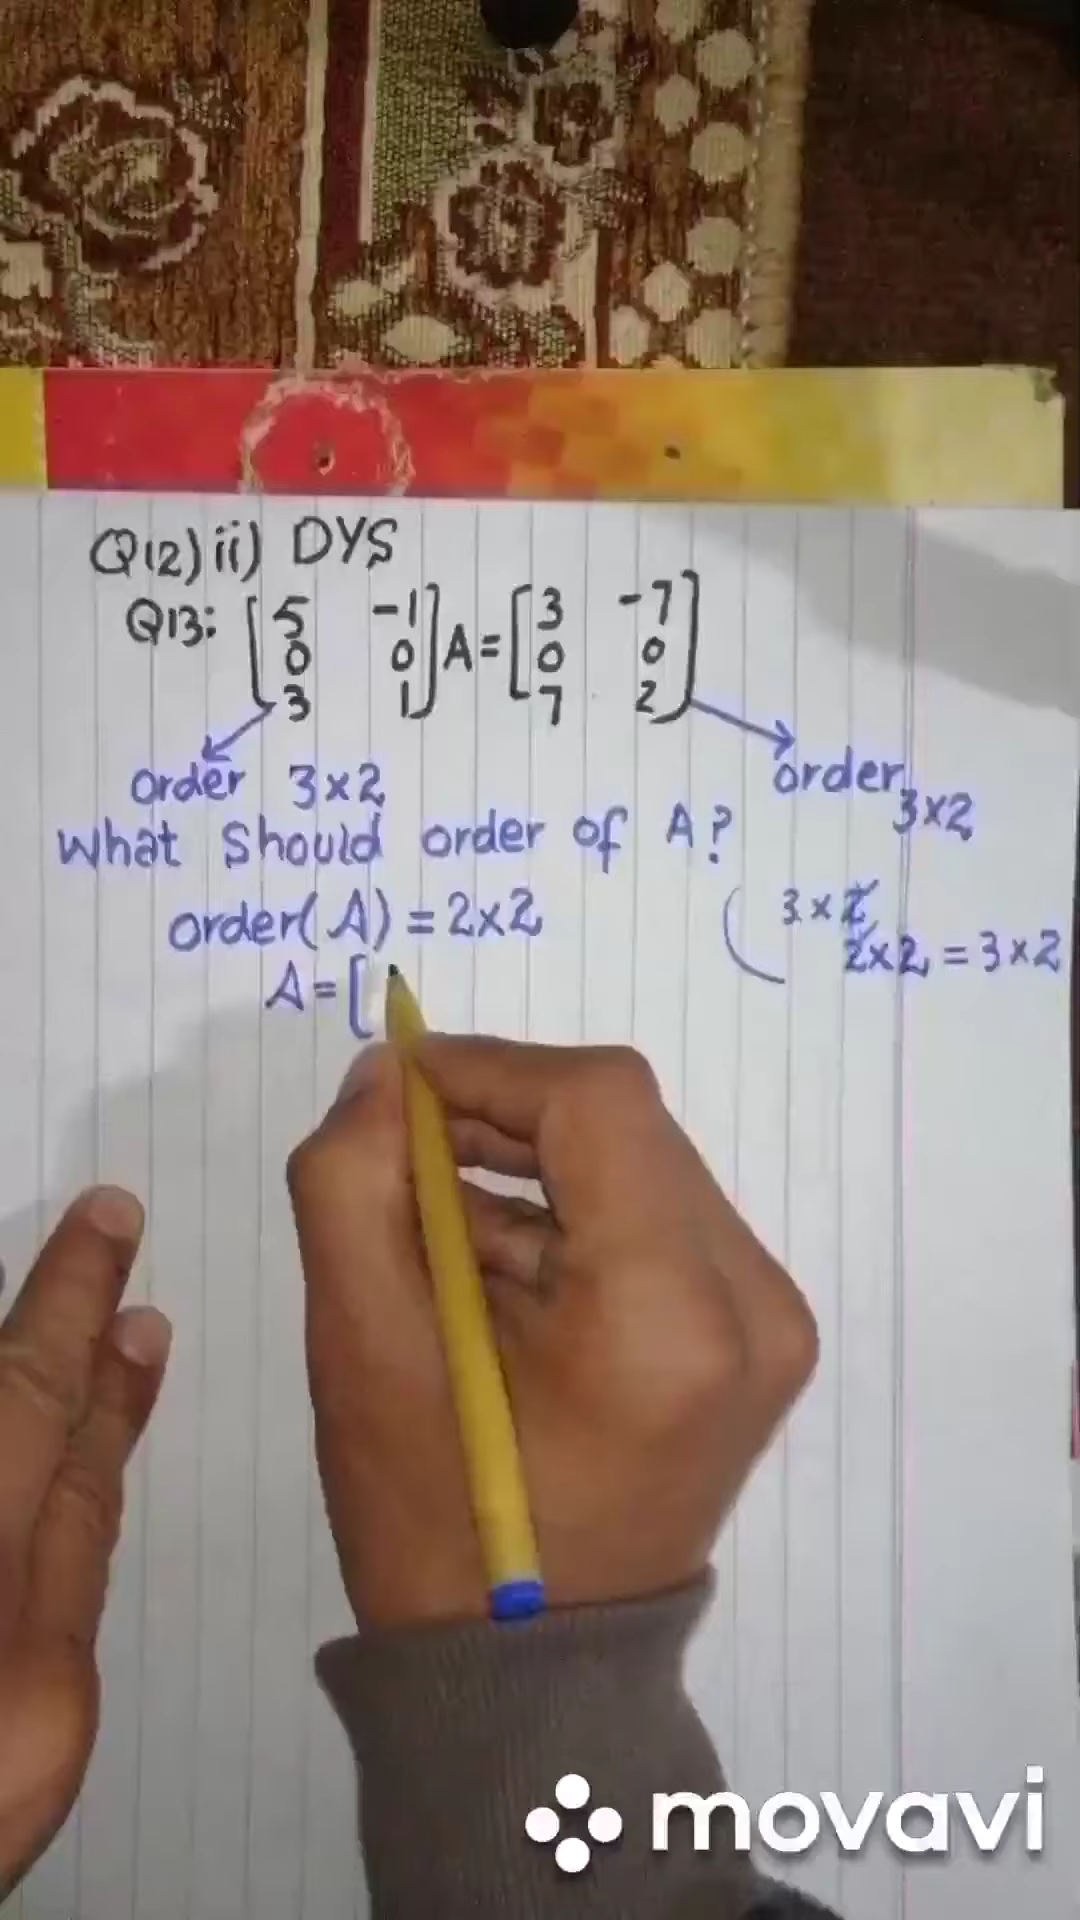 Q12) ii) DYS
Q13: [5 -1] A = [3 -7]
0 0 0 0
3 1 7 2
order 3×2
order 3×2
What Should order of A?
order(A) = 2×2
3×2
2×2 = 3×2
A = [
movavi